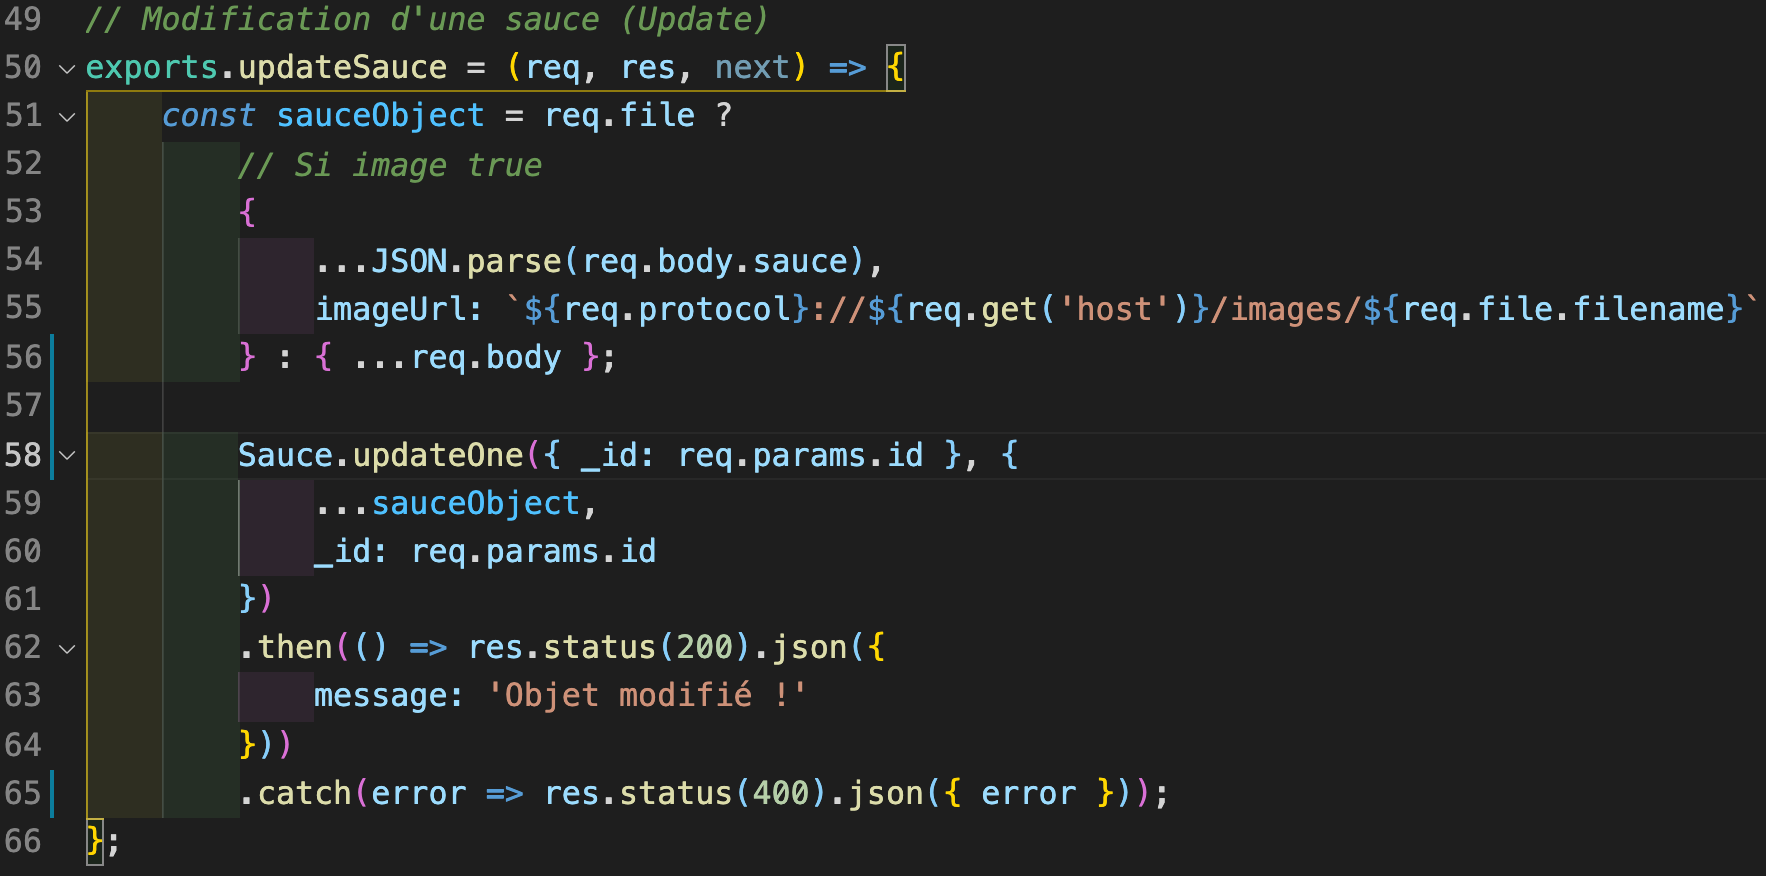 49 // Modification d'une sauce (Update)
50 exports.updateSauce = (req, res, next) => {
51 const sauceObject = req.file ?
52 // Si image true
53 {
54 ...JSON.parse(req.body.sauce),
55 imageUrl: `${req.protocol}://${req.get('host')}/images/${req.file.filename}`
56 } : { ...req.body };
57
58 Sauce.updateOne({ _id: req.params.id }, {
59 ...sauceObject,
60 _id: req.params.id
61 })
62 .then(() => res.status(200).json({
63 message: 'Objet modifié !'
64 }))
65 .catch(error => res.status(400).json({ error }));
66 };